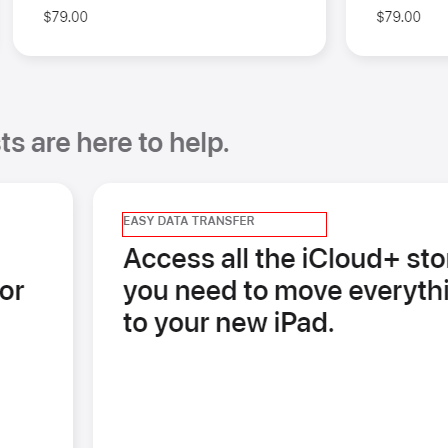 $79.00 $79.00
ts are here to help.
EASY DATA TRANSFER
or
Access all the iCloud+ sto
you need to move everythi
to your new iPad.